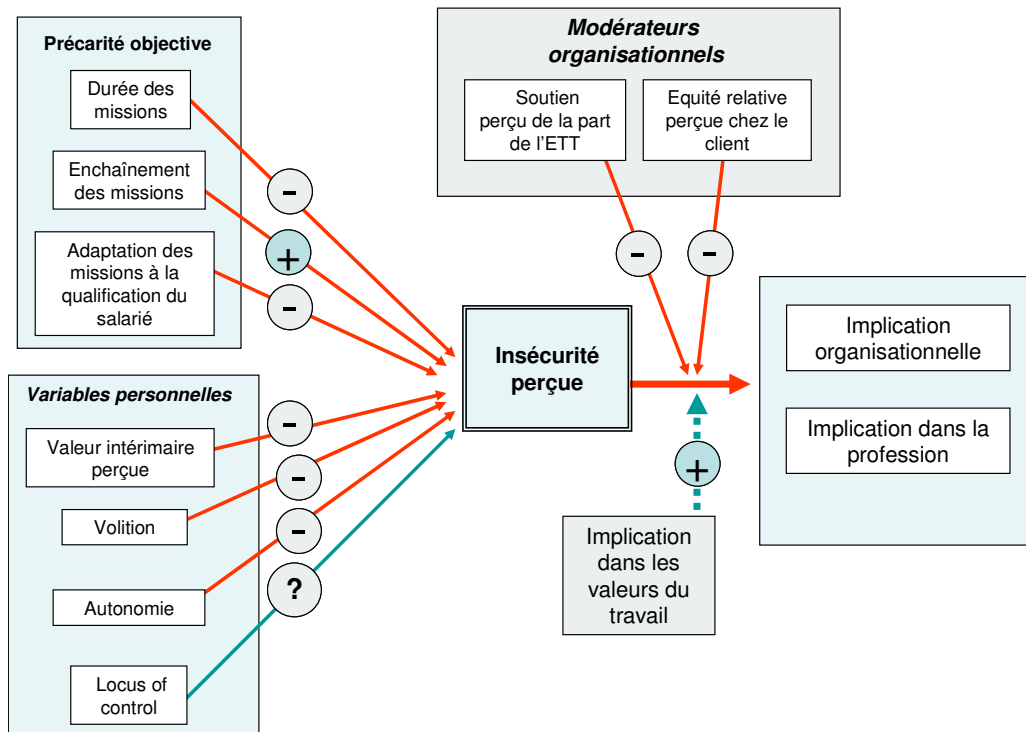 Précarité objective
Durée des
missions
Enchaînement
des missions
Adaptation des
missions à la
qualification du
salarié
-
+
-
Modérateurs
organisationnels
Soutien
perçu de la part
de l'ETT
Equité relative
perçue chez le
client
-
-
Insécurité
perçue
Implication
organisationnelle
Implication dans la
profession
+
Implication
dans les
valeurs du
travail
Variables personnelles
Valeur intérimaire
perçue
Volition
Autonomie
Locus of
control
-
-
-
?